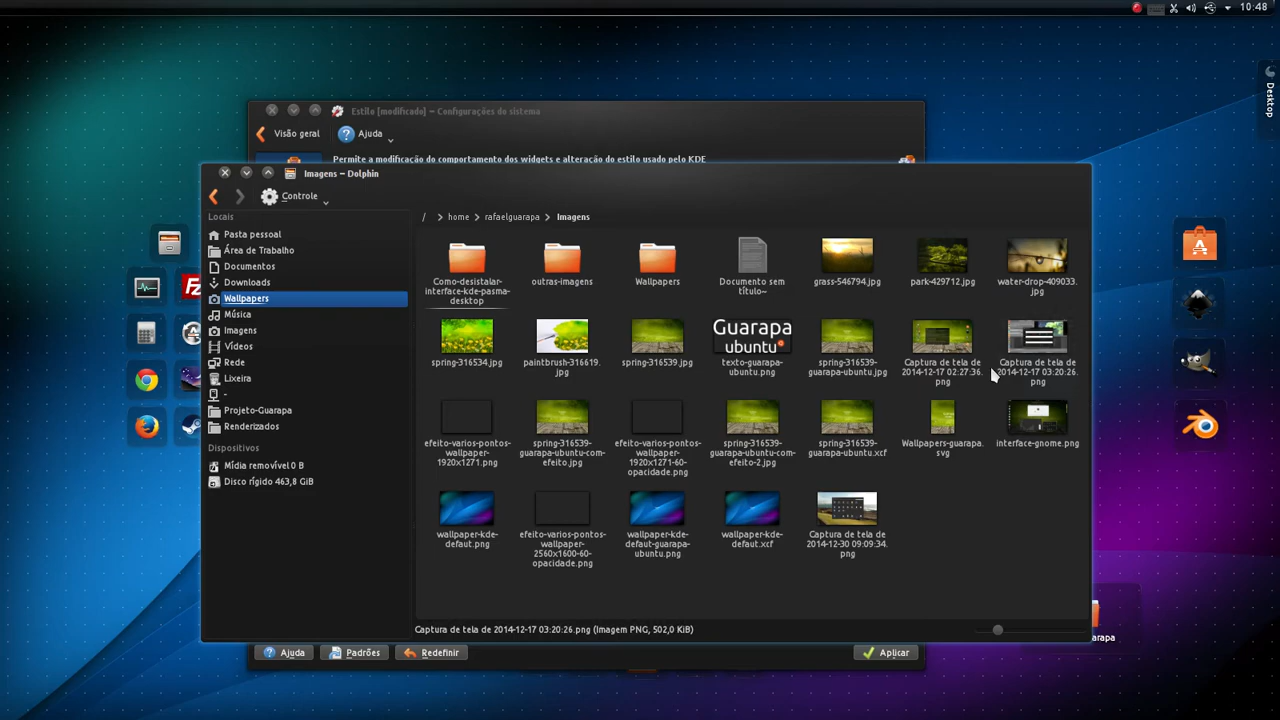 10:48
Desktop
Estilo [modificado] – Configurações do sistema
Visão geral
Ajuda
Permite a modificação do comportamento dos widgets e alteração do estilo usado pelo KDE
Imagens – Dolphin
Controle
Locais
Pasta pessoal
Área de Trabalho
Documentos
Downloads
Wallpapers
Música
Imagens
Vídeos
Rede
Lixeira
-
Projeto-Guarapa
Renderizados
Dispositivos
Mídia removível 0 B
Disco rígido 463,8 GiB
/ > home > rafaelguarapa > Imagens
Como-desistalar-
interface-kde-pasma-
desktop
outras-imagens
Wallpapers
Documento sem
título~
grass-546794.jpg
park-429712.jpg
water-drop-409033.
jpg
spring-316534.jpg
paintbrush-316619.
jpg
spring-316539.jpg
Guarapa
ubuntu
texto-guarapa-
ubuntu.png
spring-316539-
guarapa-ubuntu.jpg
Captura de tela de
2014-12-17 02:27:36.
png
Captura de tela de
2014-12-17 03:20:26.
png
efeito-varios-pontos-
wallpaper-
1920x1271.png
spring-316539-
guarapa-ubuntu-com-
efeito.jpg
efeito-varios-pontos-
wallpaper-
1920x1271-60-
opacidade.png
spring-316539-
guarapa-ubuntu-com-
efeito-2.jpg
spring-316539-
guarapa-ubuntu.xcf
Wallpapers-guarapa.
svg
interface-gnome.png
wallpaper-kde-
defaut.png
efeito-varios-pontos-
wallpaper-
2560x1600-60-
opacidade.png
wallpaper-kde-
defaut-guarapa-
ubuntu.png
wallpaper-kde-
defaut.xcf
Captura de tela de
2014-12-30 09:09:34.
png
Captura de tela de 2014-12-17 03:20:26.png (Imagem PNG, 502,0 KiB)
arapa
Ajuda
Padrões
Redefinir
Aplicar